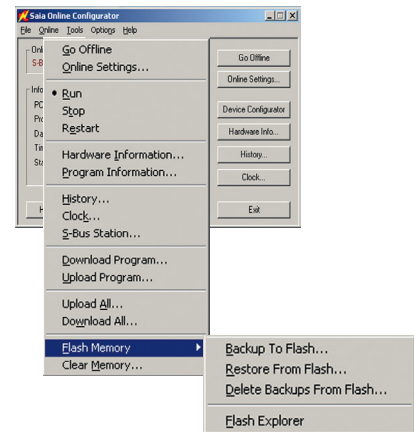 Saia Online Configurator
File Online Tools Options Help
Go Offline
Online Settings...
Run
Stop
Restart
Hardware Information...
Program Information...
History...
Clock...
S-Bus Station...
Download Program...
Upload Program...
Upload All...
Download All...
Flash Memory
Clear Memory...
Backup To Flash...
Restore From Flash...
Delete Backups From Flash...
Flash Explorer
Go Offline
Online Settings...
Device Configurator
Hardware Info...
History...
Clock...
Exit